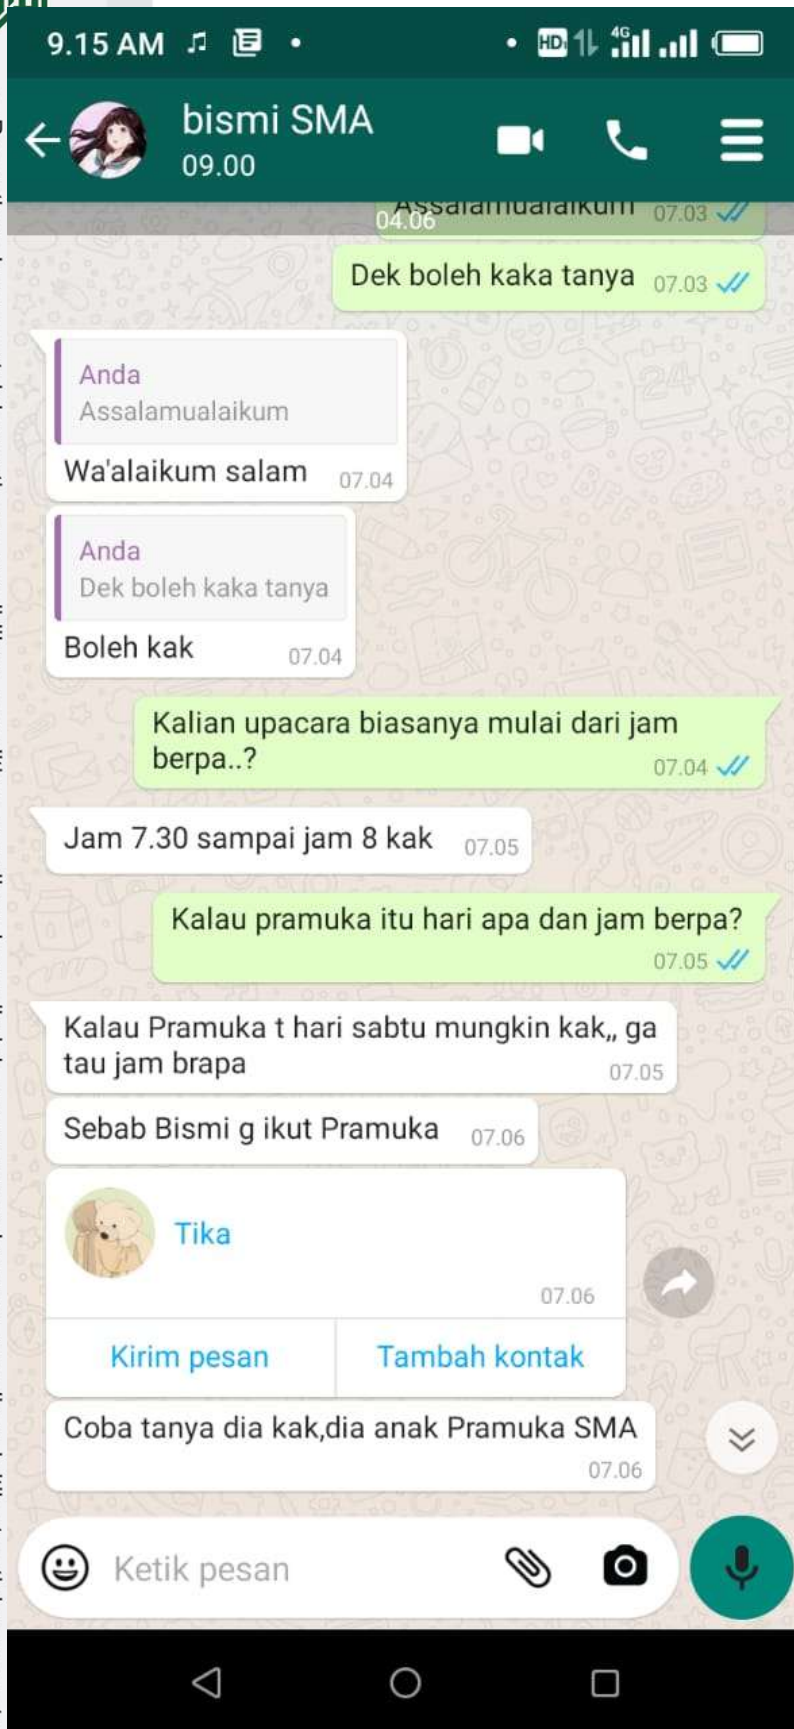 9.15 AM
HD 4G
bismi SMA
09.00
Assalamualaikum 07.03
04.06
Dek boleh kaka tanya 07.03
Anda
Assalamualaikum
Wa'alaikum salam 07.04
Anda
Dek boleh kaka tanya
Boleh kak 07.04
Kalian upacara biasanya mulai dari jam
berpa..? 07.04
Jam 7.30 sampai jam 8 kak 07.05
Kalau pramuka itu hari apa dan jam berpa?
07.05
Kalau Pramuka t hari sabtu mungkin kak,, ga
tau jam brapa 07.05
Sebab Bismi g ikut Pramuka 07.06
Tika
07.06
Kirim pesan Tambah kontak
Coba tanya dia kak,dia anak Pramuka SMA
07.06
Ketik pesan